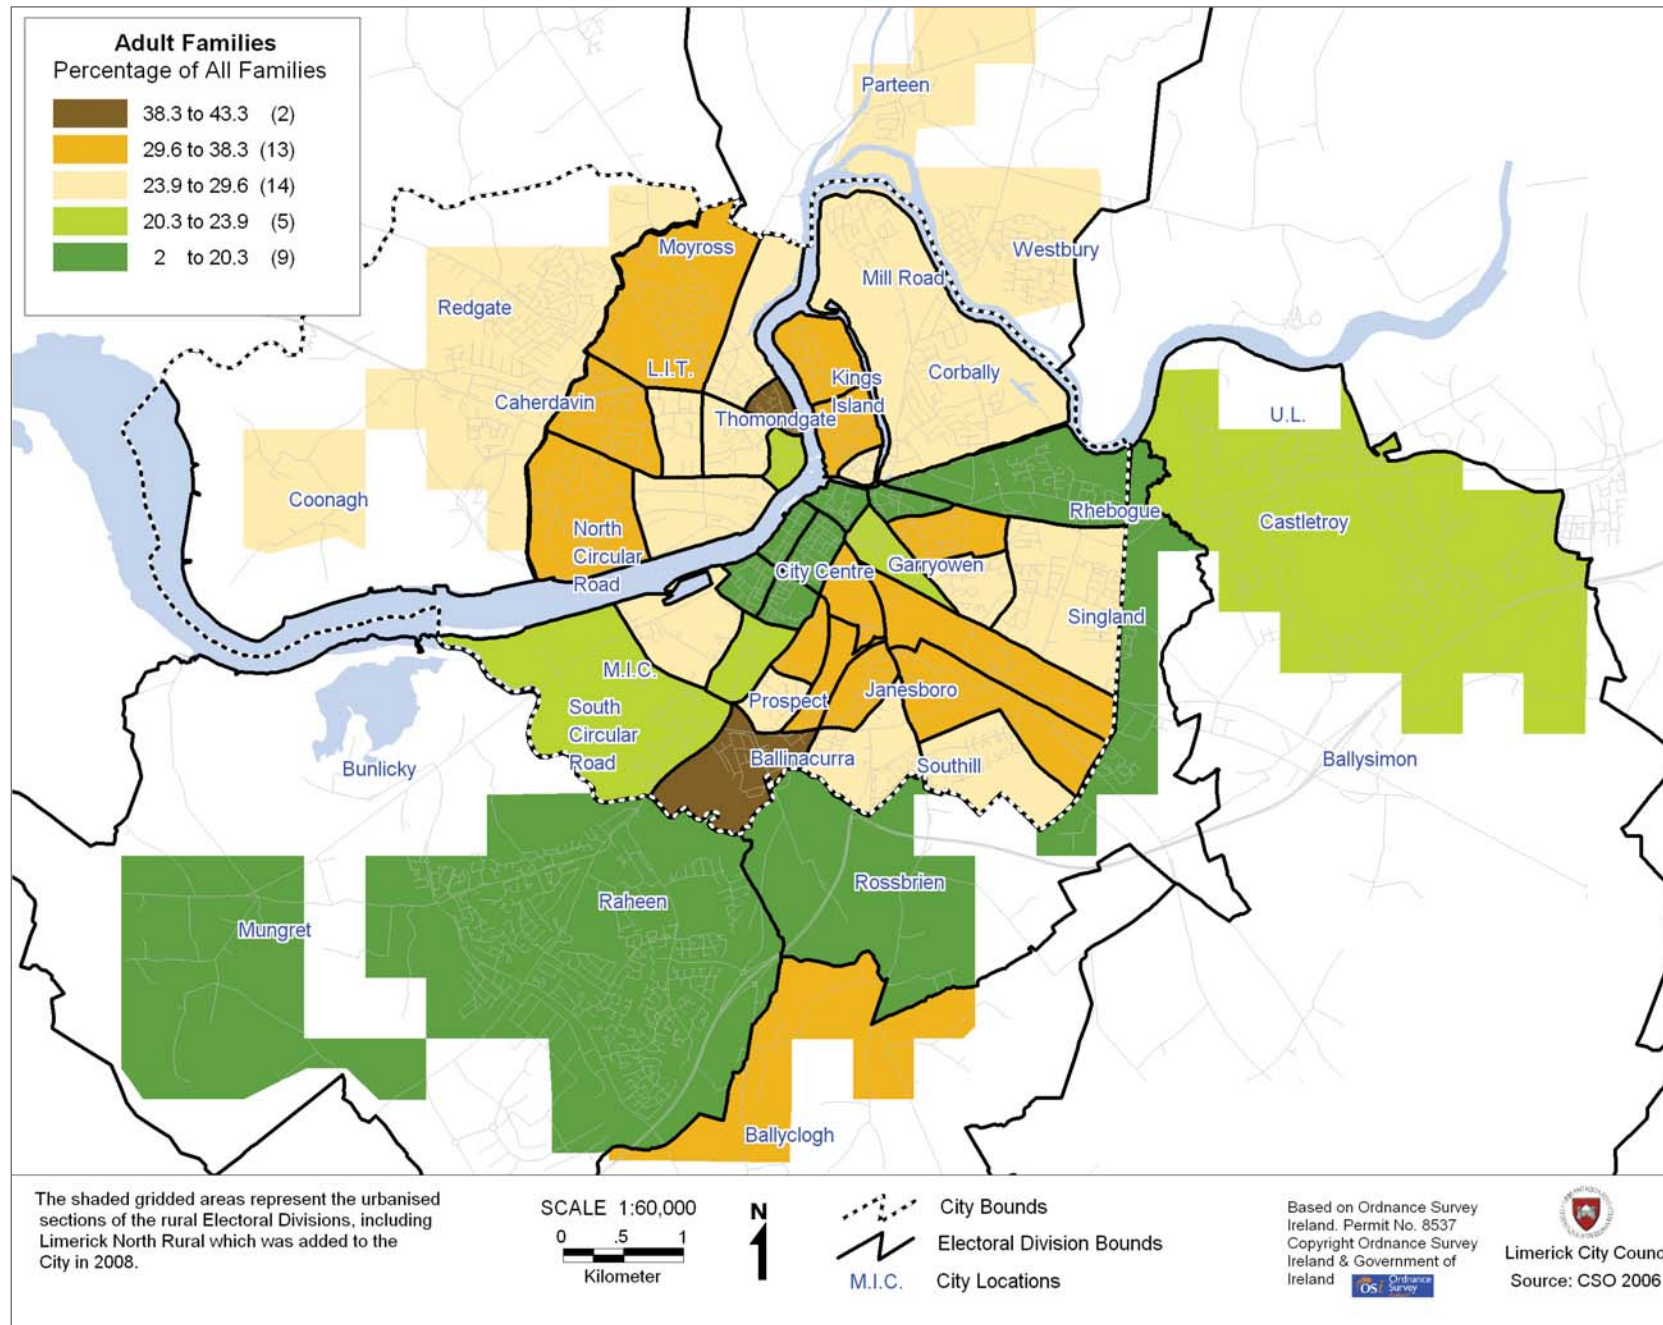 Adult Families
Percentage of All Families
38.3 to 43.3 (2)
29.6 to 38.3 (13)
23.9 to 29.6 (14)
20.3 to 23.9 (5)
2 to 20.3 (9)
Parteen
Moyross
Westbury
Mill Road
Redgate
L.I.T.
Kings
Island
Corbally
Caherdavin
Thomondgate
U.L.
Coonagh
Rhebogue
Castletroy
North
Circular
Road
City Centre
Garryowen
Singland
M.I.C.
South
Circular
Road
Prospect
Janesboro
Bunlicky
Ballinacurra
Southill
Ballysimon
Rossbrien
Raheen
Mungret
Ballyclogh
The shaded gridded areas represent the urbanised
sections of the rural Electoral Divisions, including
Limerick North Rural which was added to the
City in 2008.
SCALE 1:60,000
0 .5 1
Kilometer
N
City Bounds
Electoral Division Bounds
M.I.C. City Locations
Based on Ordnance Survey
Ireland. Permit No. 8537
Copyright Ordnance Survey
Ireland & Government of
Ireland
OSi Ordnance
Survey
Limerick City Counc
Source: CSO 2006